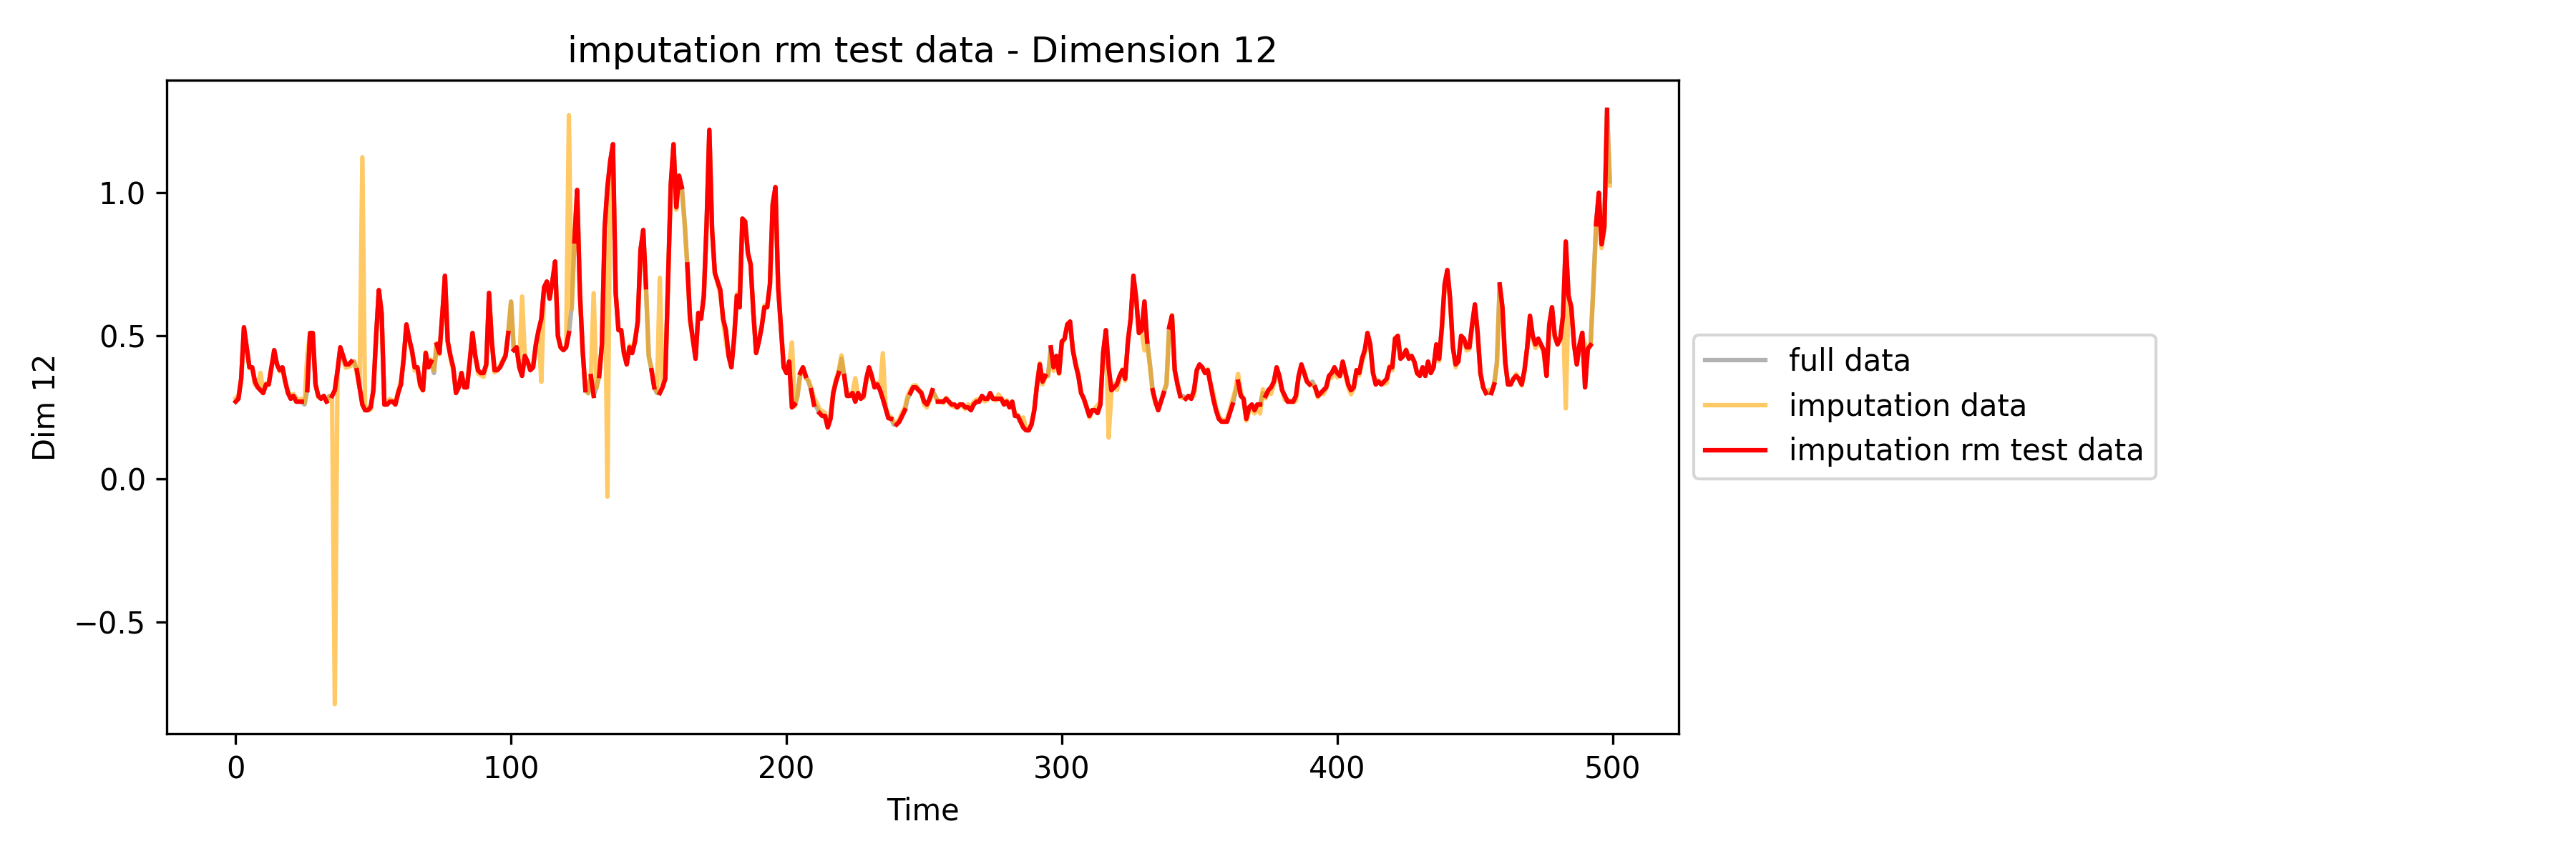 imputation rm test data - Dimension 12
Dim 12
1.0
0.5
0.0
−0.5
0 100 200 300 400 500
Time
full data
imputation data
imputation rm test data